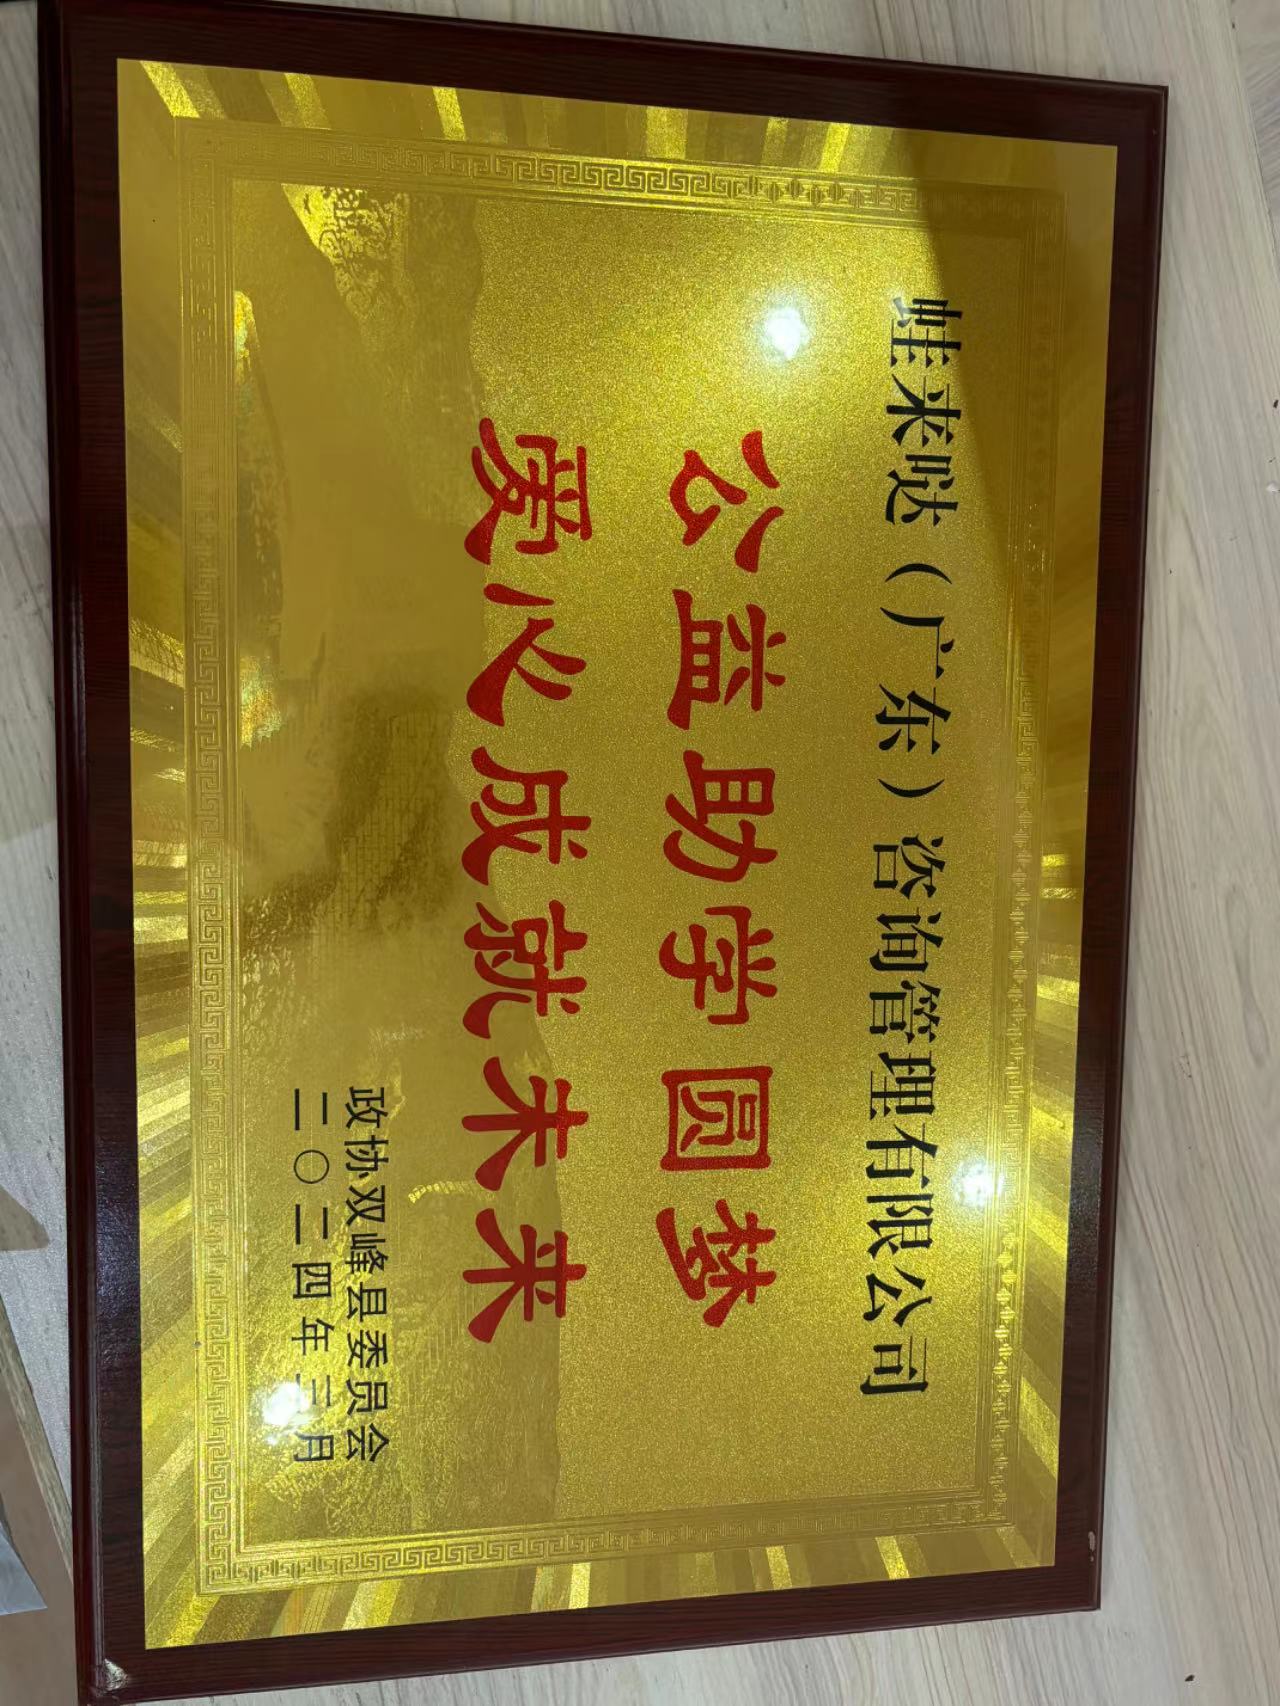 蛙来哒（广东）咨询管理有限公司
公益助学圆梦
爱心成就未来
政协双峰县委员会
二〇二四年三月